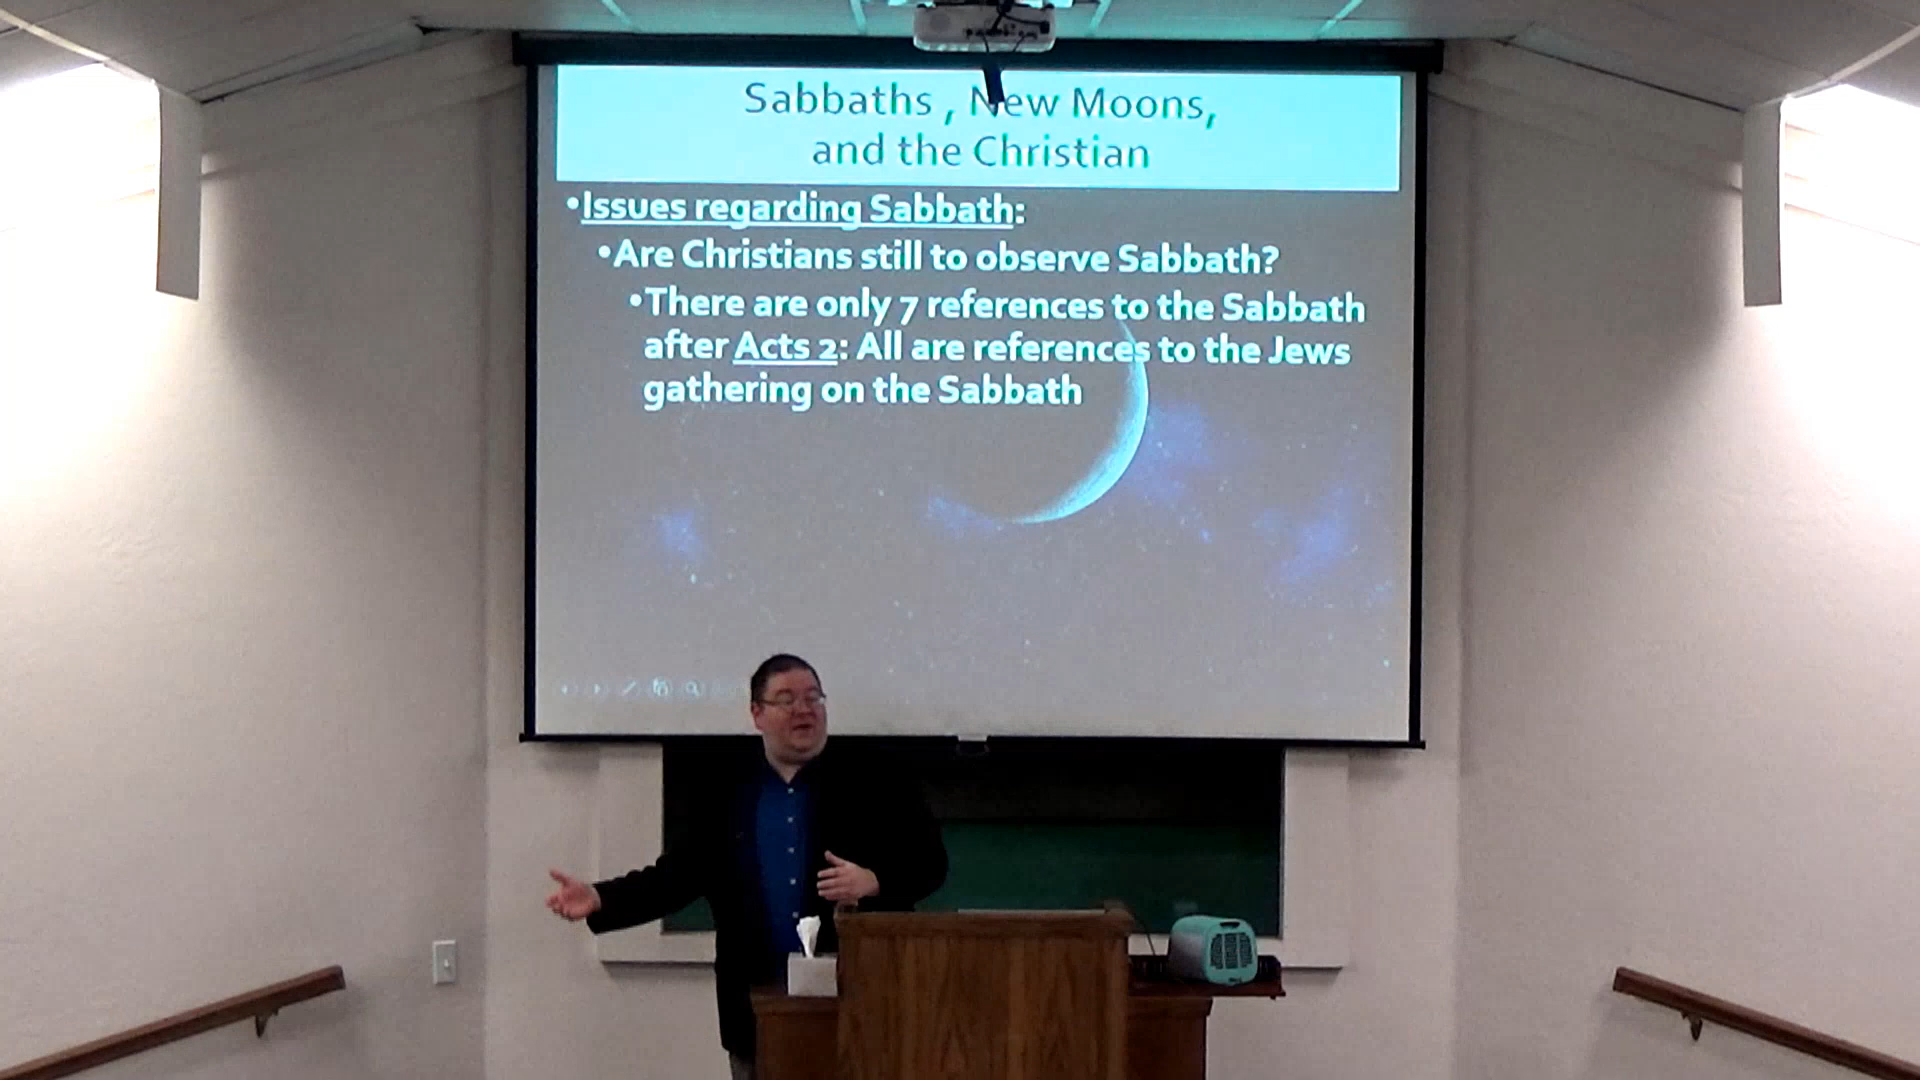 Sabbaths , New Moons,
and the Christian
•Issues regarding Sabbath:
•Are Christians still to observe Sabbath?
•There are only 7 references to the Sabbath
after Acts 2: All are references to the Jews
gathering on the Sabbath